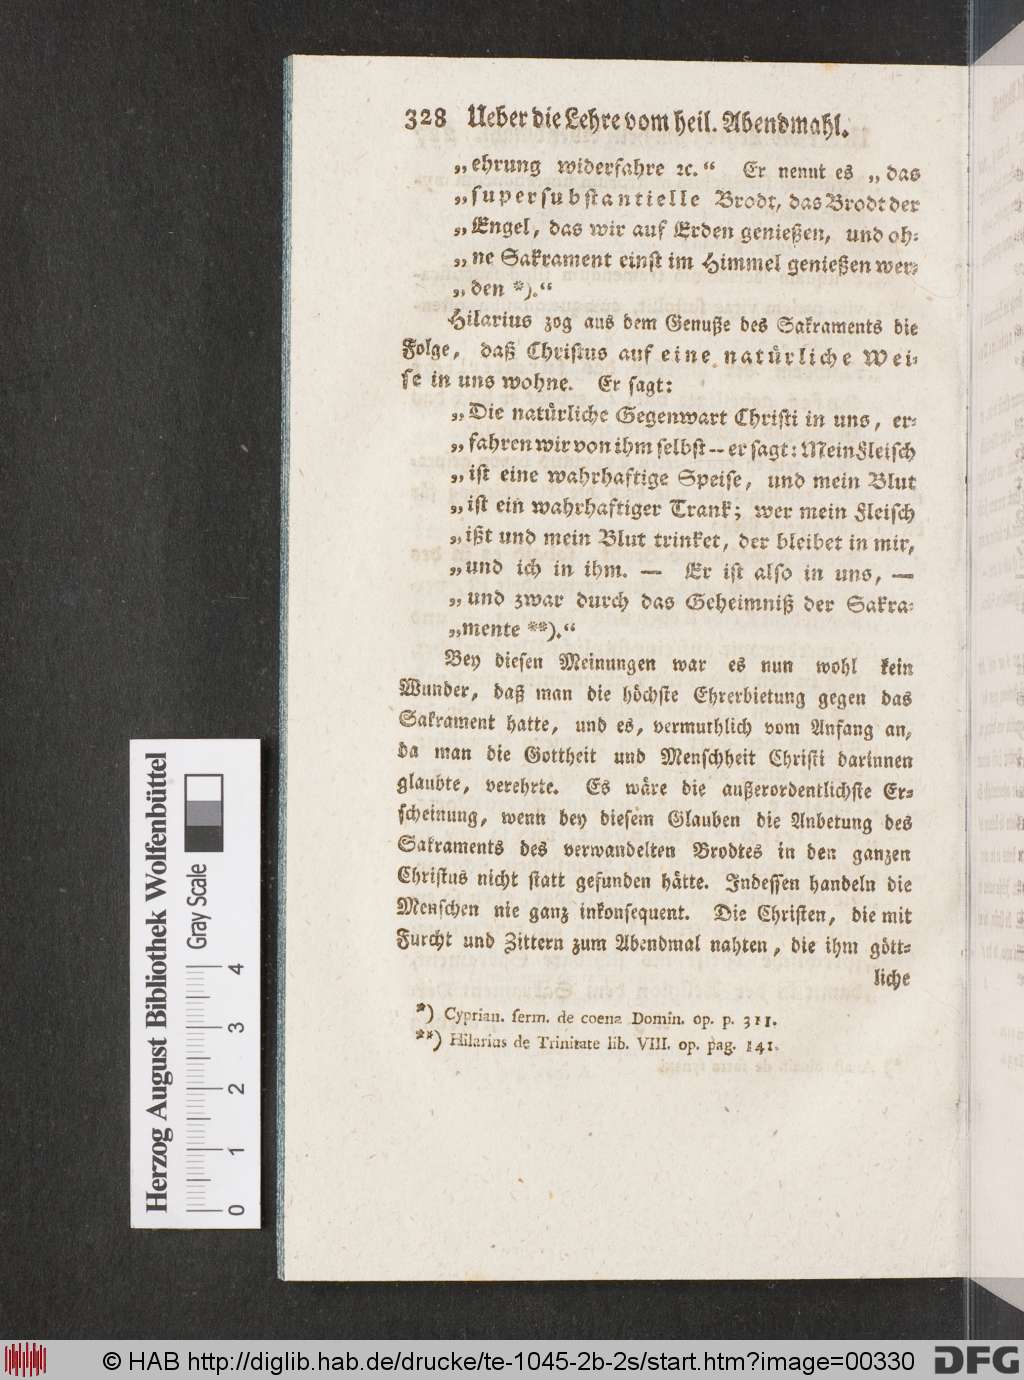 328 Ueber die Lehre vom heil. Abendmahl.
„ehrung widerfahre ꝛc.“ Er nennt es „das
„supersubstantielle Brodt, das Brodt der
„Engel, das wir auf Erden genießen, und oh-
„ne Sakrament einst im Himmel genießen wer-
„den *).“
Hilarius zog aus dem Genuße des Sakraments die
Folge, daß Christus auf eine natürliche Wei-
se in uns wohne. Er sagt:
„Die natürliche Gegenwart Christi in uns, er-
„fahren wir von ihm selbst -- er sagt: Mein Fleisch
„ist eine wahrhaftige Speise, und mein Blut
„ist ein wahrhaftiger Trank; wer mein Fleisch
„ißt und mein Blut trinket, der bleibet in mir,
„und ich in ihm. — Er ist also in uns, —
„und zwar durch das Geheimniß der Sakra-
„mente **).“
Bey diesen Meinungen war es nun wohl kein
Wunder, daß man die höchste Ehrerbietung gegen das
Sakrament hatte, und es, vermuthlich vom Anfang an,
da man die Gottheit und Menschheit Christi darinnen
glaubte, verehrte. Es wäre die außerordentlichste Er-
scheinung, wenn bey diesem Glauben die Anbetung des
Sakraments des verwandelten Brodtes in den ganzen
Christus nicht statt gefunden hätte. Indessen handeln die
Menschen nie ganz inkonsequent. Die Christen, die mit
Furcht und Zittern zum Abendmal nahten, die ihm gött-
liche
*) Cyprian. serm. de coena Domin. op. p. 311.
**) Hilarius de Trinitate lib. VIII. op. pag. 141.
Herzog August Bibliothek Wolfenbüttel
Gray Scale
0 1 2 3 4
© HAB http://diglib.hab.de/drucke/te-1045-2b-2s/start.htm?image=00330
DFG